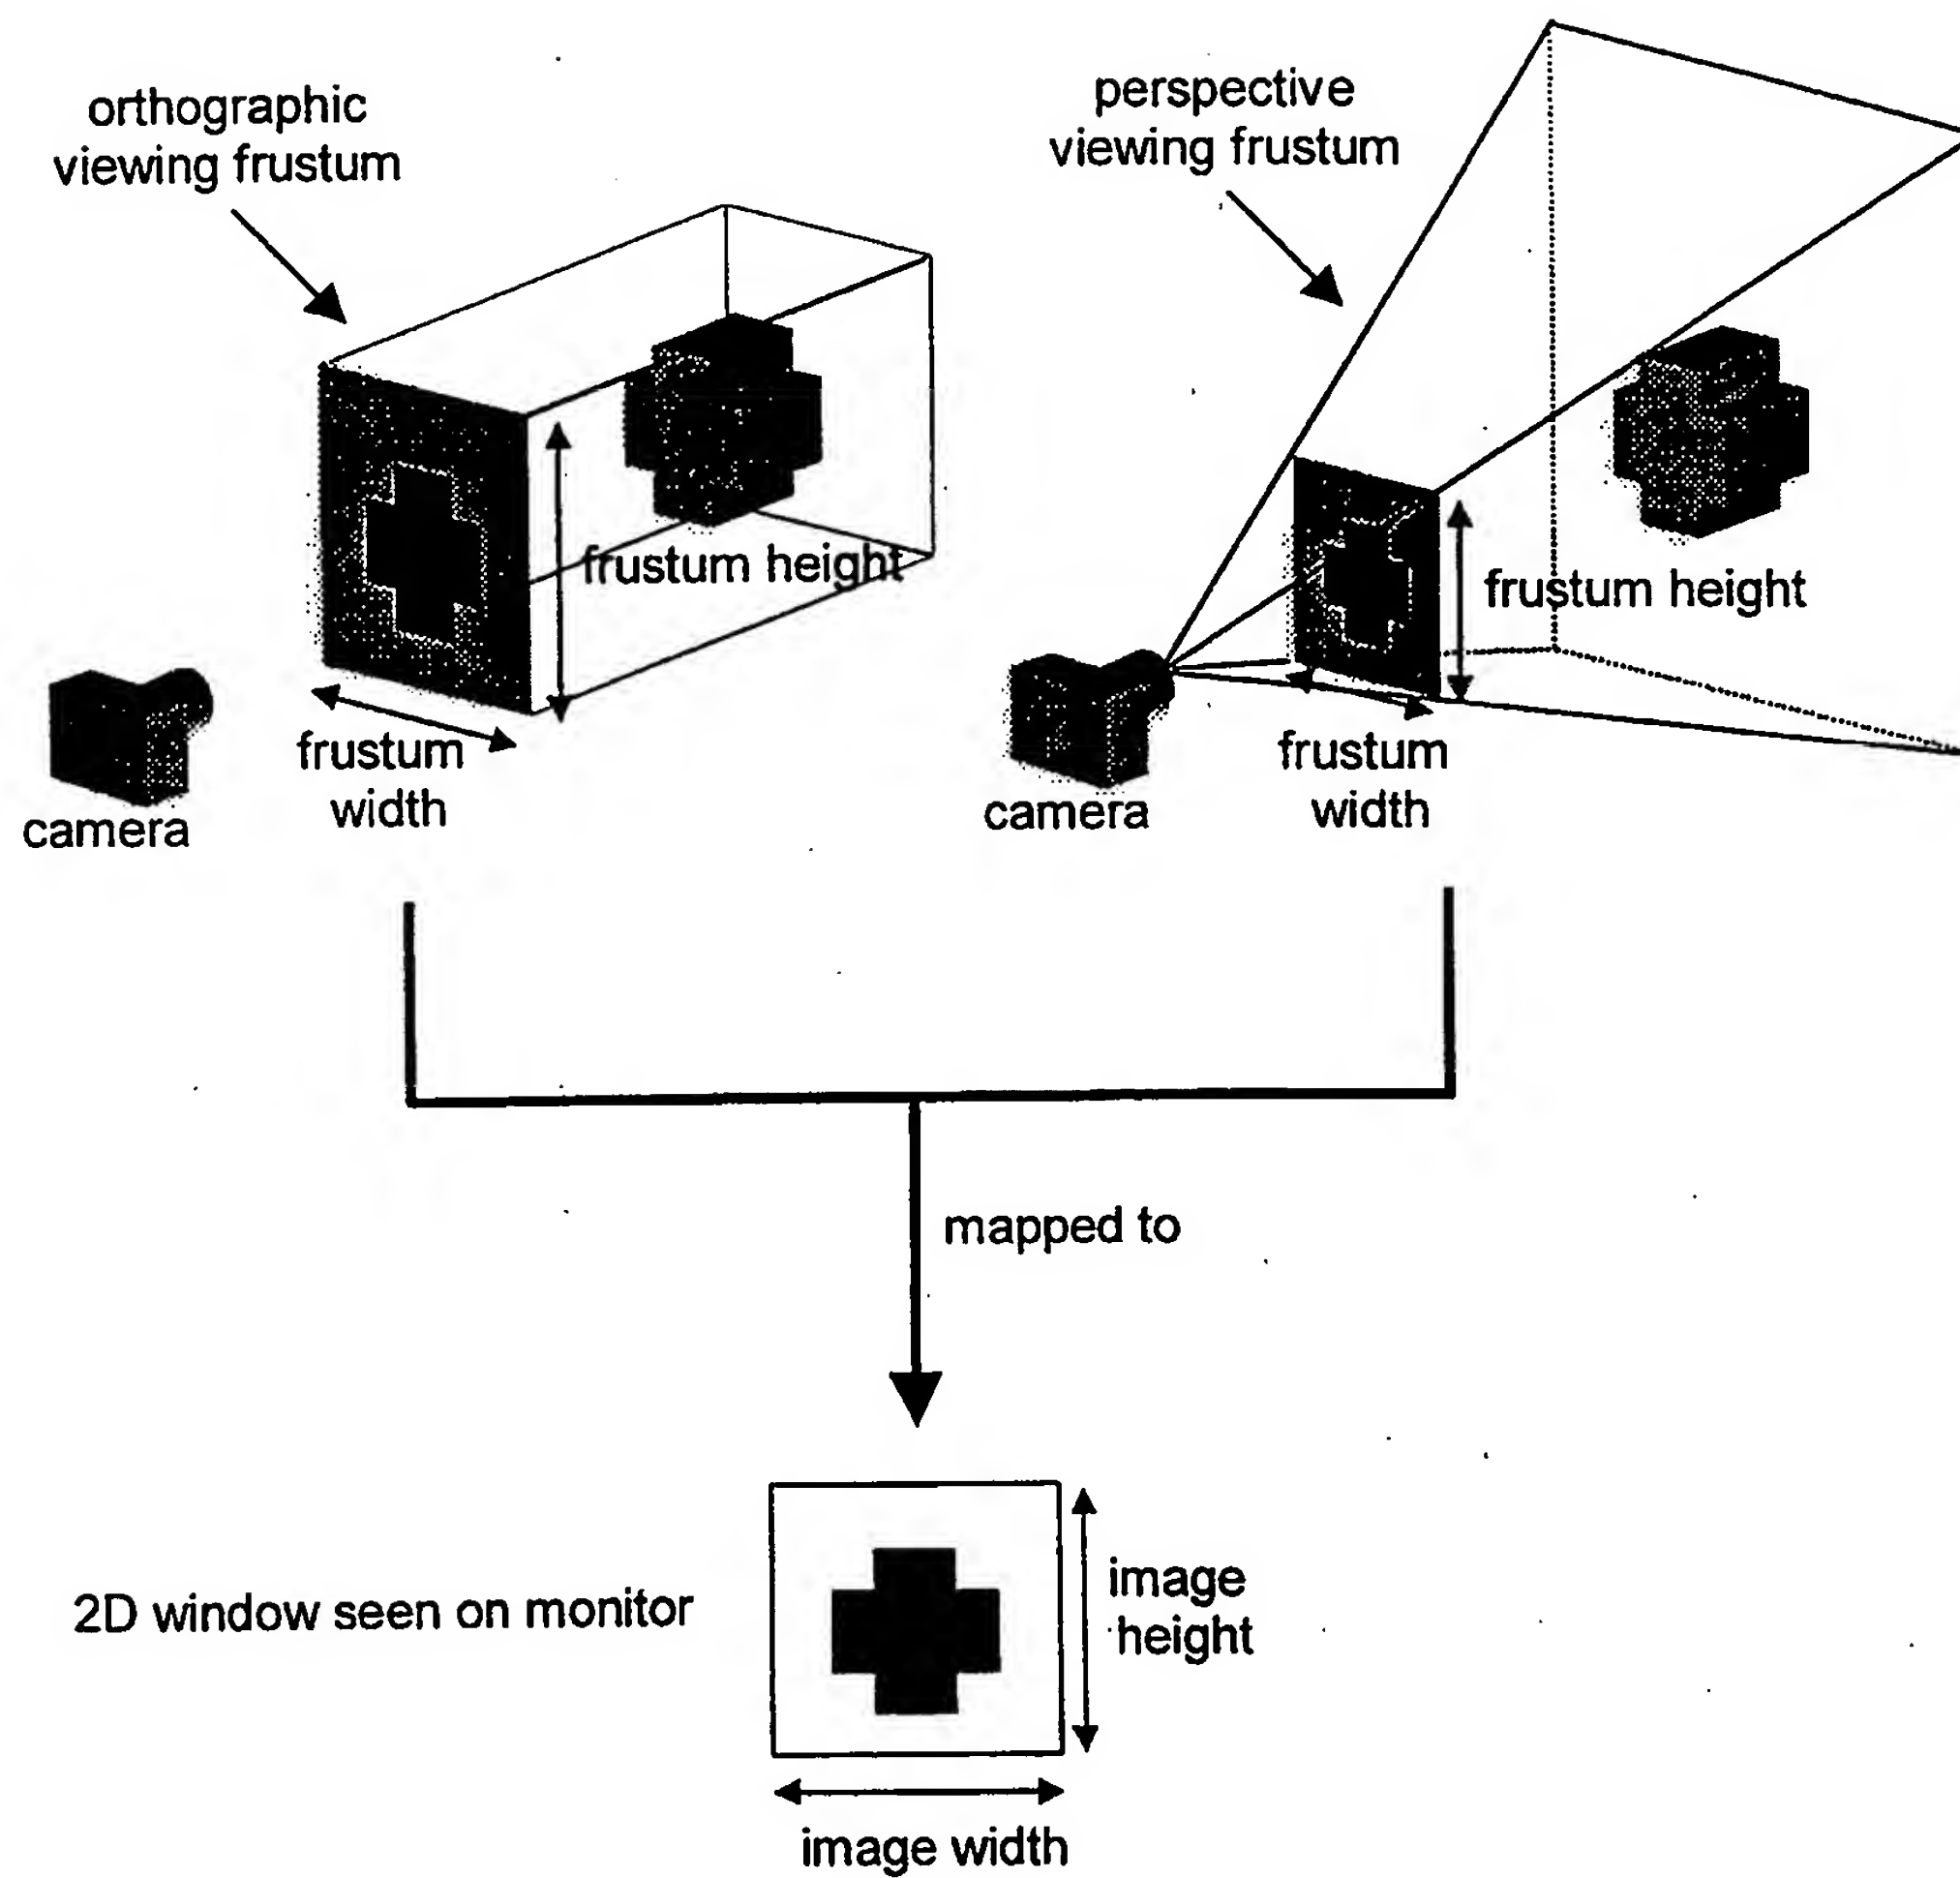 orthographic
viewing frustum
perspective
viewing frustum
frustum height
frustum height
frustum
width
camera
frustum
width
camera
mapped to
2D window seen on monitor
image
height
image width